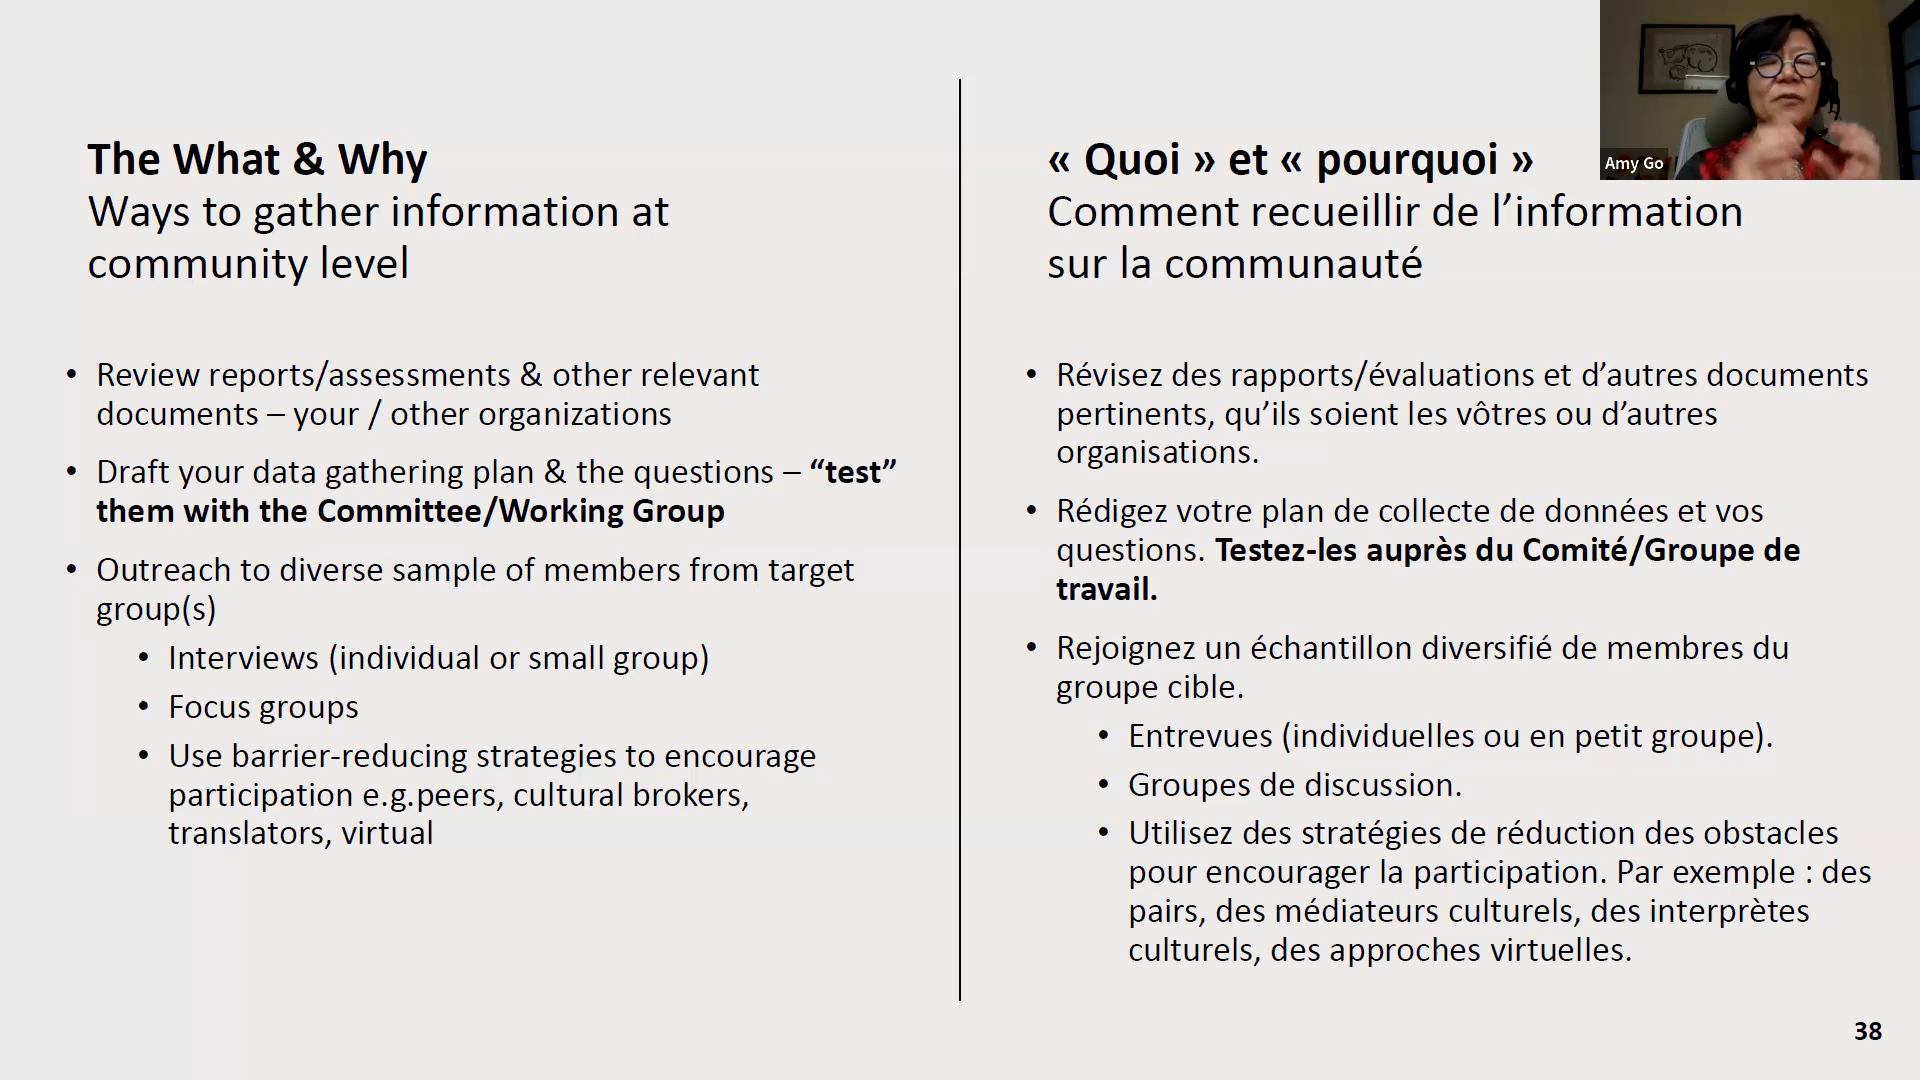 The What & Why
Ways to gather information at
community level
• Review reports/assessments & other relevant
documents – your / other organizations
• Draft your data gathering plan & the questions – “test”
them with the Committee/Working Group
• Outreach to diverse sample of members from target
group(s)
• Interviews (individual or small group)
• Focus groups
• Use barrier-reducing strategies to encourage
participation e.g.peers, cultural brokers,
translators, virtual
« Quoi » et « pourquoi »
Comment recueillir de l’information
sur la communauté
• Révisez des rapports/évaluations et d’autres documents
pertinents, qu’ils soient les vôtres ou d’autres
organisations.
• Rédigez votre plan de collecte de données et vos
questions. Testez-les auprès du Comité/Groupe de
travail.
• Rejoignez un échantillon diversifié de membres du
groupe cible.
• Entrevues (individuelles ou en petit groupe).
• Groupes de discussion.
• Utilisez des stratégies de réduction des obstacles
pour encourager la participation. Par exemple : des
pairs, des médiateurs culturels, des interprètes
culturels, des approches virtuelles.
Amy Go
38